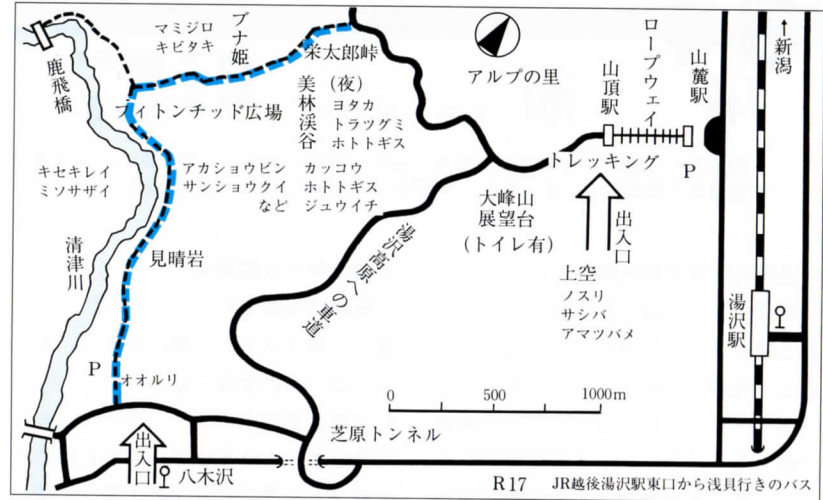 マミジロ
キビタキ
ブナ姫
栄太郎峠
鹿飛橋
フィトンチッド広場
美林渓谷
(夜)
ヨタカ
トラツグミ
ホトトギス
アルプの里
山頂駅
ロープウェイ
山麓駅
↑新潟
キセキレイ
ミソサザイ
アカショウビン カッコウ
サンショウクイ ホトトギス
など ジュウイチ
トレッキング
P
大峰山
展望台
(トイレ有)
出入口
清津川
見晴岩
湯沢高原への車道
上空
ノスリ
サシバ
アマツバメ
湯沢駅
P
オオルリ
0 500 1000m
芝原トンネル
出入口
八木沢
R17 JR越後湯沢駅東口から浅貝行きのバス